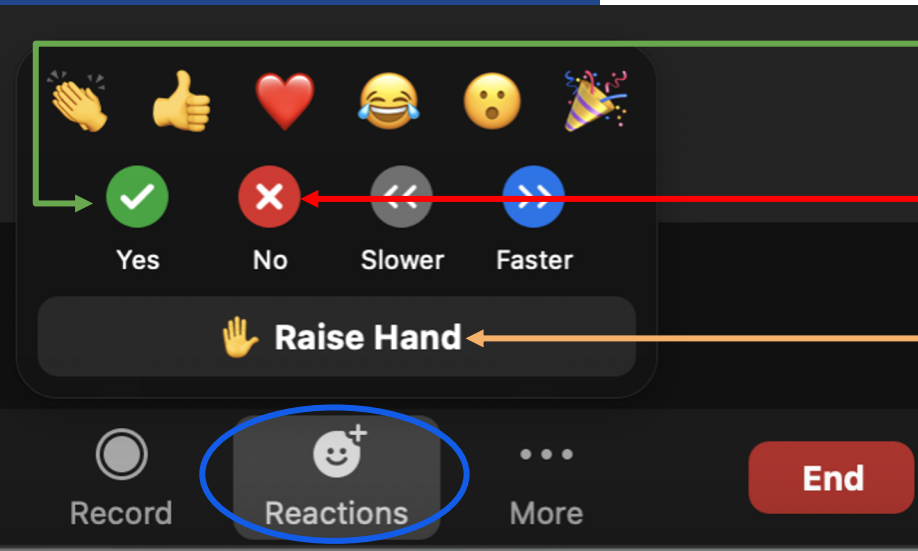 Yes No Slower Faster
Raise Hand
Record Reactions More End